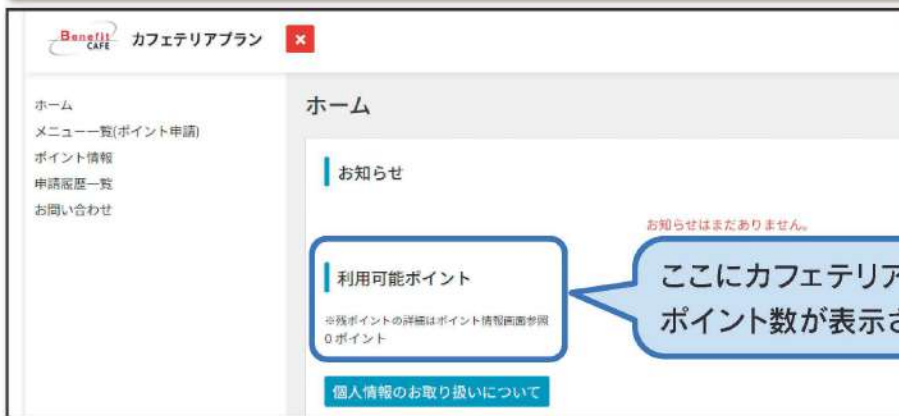 Benefit CAFE カフェテリアプラン ×
ホーム
メニュー一覧(ポイント申請)
ポイント情報
申請履歴一覧
お問い合わせ
ホーム
お知らせ
お知らせはまだありません。
利用可能ポイント
※残ポイントの詳細はポイント情報画面参照
0 ポイント
ここにカフェテリア
ポイント数が表示さ
個人情報のお取り扱いについて